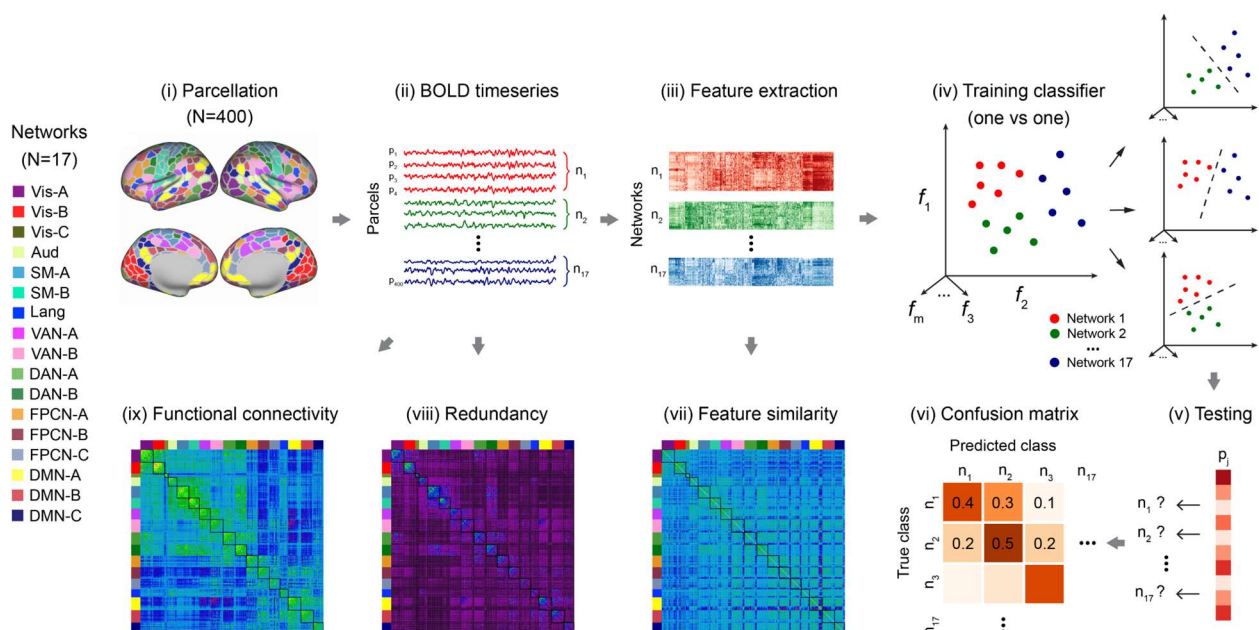 Networks
(N=17)
Vis-A
Vis-B
Vis-C
Aud
SM-A
SM-B
Lang
VAN-A
VAN-B
DAN-A
DAN-B
FPCN-A
FPCN-B
FPCN-C
DMN-A
DMN-B
DMN-C
(i) Parcellation
(N=400)
(ii) BOLD timeseries
Parcels
p1
p2
p3
p4
p400
n1
n2
n17
(iii) Feature extraction
Networks
n1
n2
n17
(iv) Training classifier
(one vs one)
f1
f2
f3
fm
...
Network 1
Network 2
...
Network 17
...
...
...
(v) Testing
pj
n1 ?
n2 ?
n17 ?
(vi) Confusion matrix
Predicted class
n1 n2 n3 n17
True class
n1 0.4 0.3 0.1
n2 0.2 0.5 0.2
n3
n17
(vii) Feature similarity
(viii) Redundancy
(ix) Functional connectivity